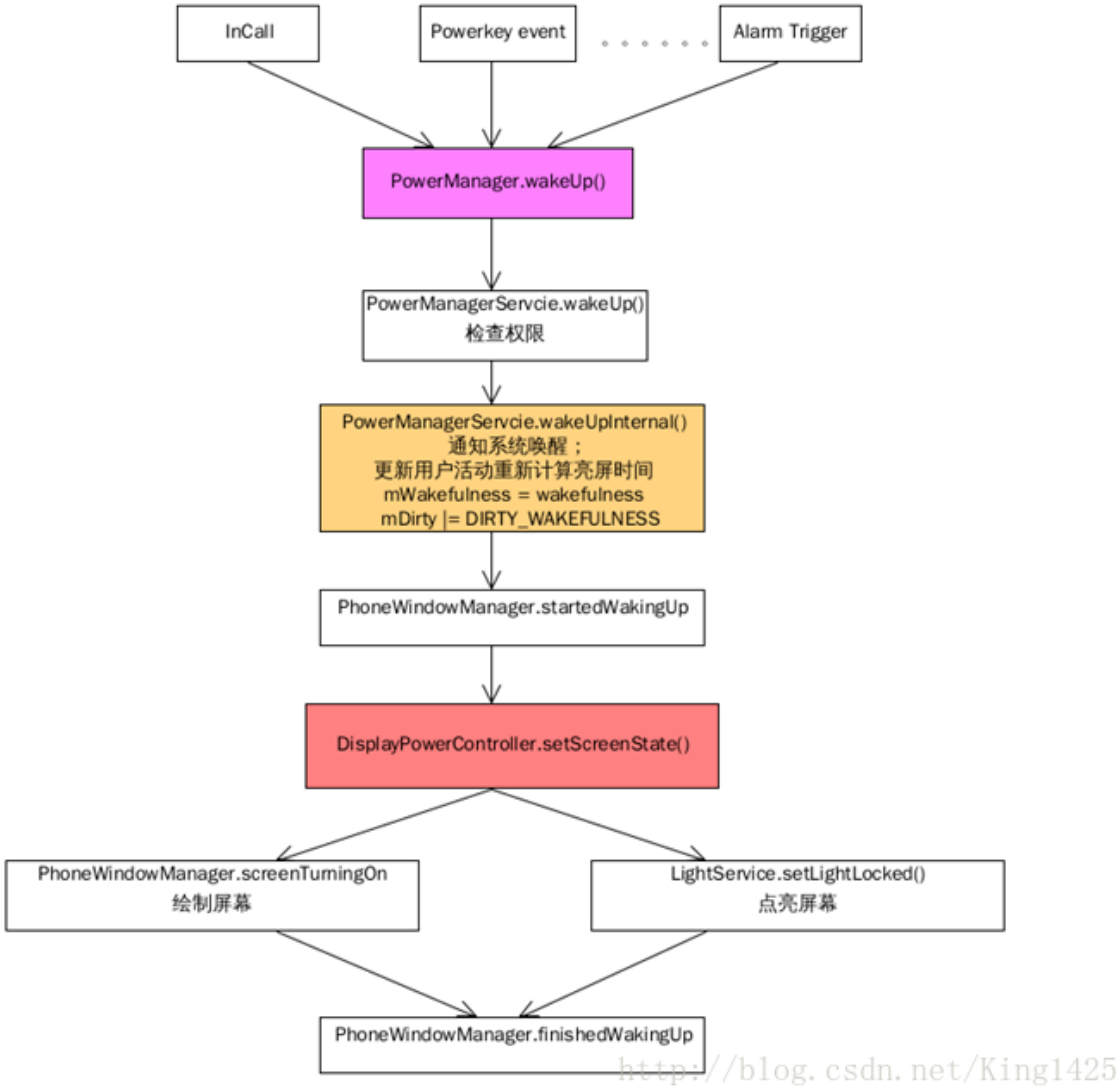 InCall
Powerkey event
Alarm Trigger
PowerManager.wakeUp()
PowerManagerServcie.wakeUp()
检查权限
PowerManagerServcie.wakeUpInternal()
通知系统唤醒；
更新用户活动重新计算亮屏时间
mWakefulness = wakefulness
mDirty |= DIRTY_WAKEFULNESS
PhoneWindowManager.startedWakingUp
DisplayPowerController.setScreenState()
PhoneWindowManager.screenTurningOn
绘制屏幕
LightService.setLightLocked()
点亮屏幕
PhoneWindowManager.finishedWakingUp
http://blog.csdn.net/King1425